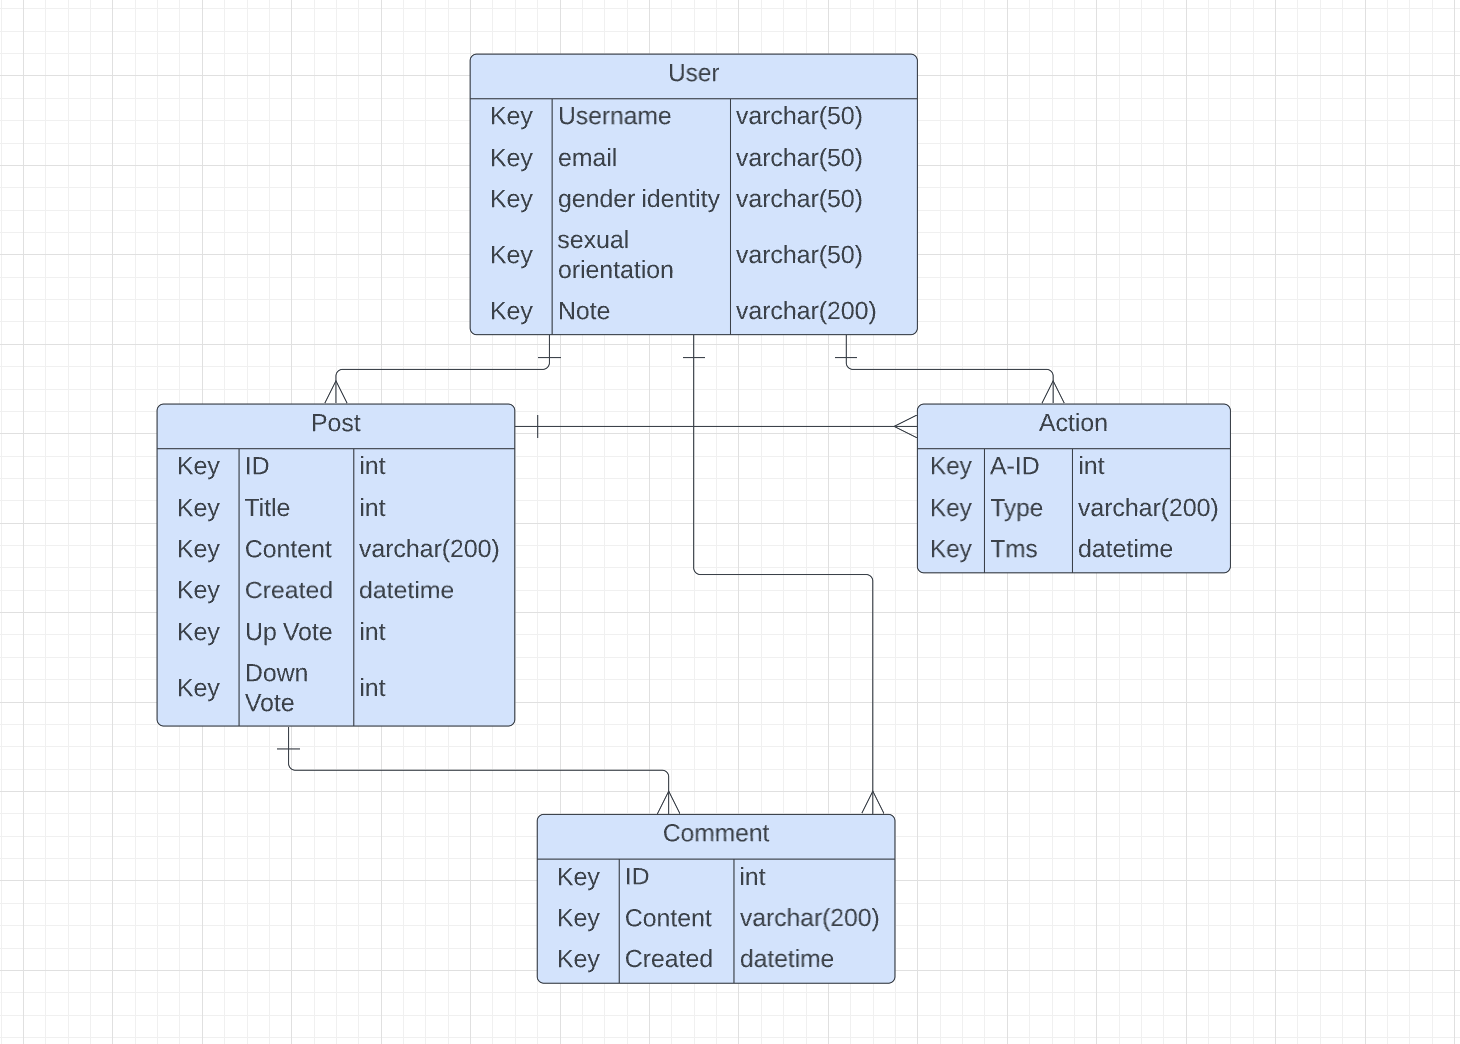 User
Key Username varchar(50)
Key email varchar(50)
Key gender identity varchar(50)
Key sexual orientation varchar(50)
Key Note varchar(200)
Post
Key ID int
Key Title int
Key Content varchar(200)
Key Created datetime
Key Up Vote int
Key Down Vote int
Action
Key A-ID int
Key Type varchar(200)
Key Tms datetime
Comment
Key ID int
Key Content varchar(200)
Key Created datetime